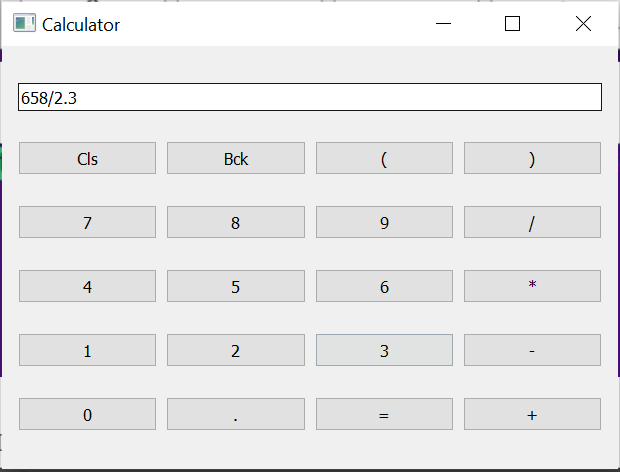 Calculator
658/2.3
Cls Bck ( )
7 8 9 /
4 5 6 *
1 2 3 -
0 . = +